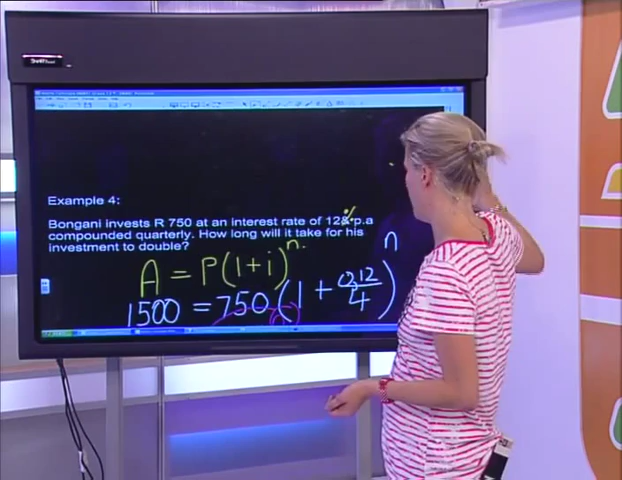 Example 4:
Bongani invests R 750 at an interest rate of 12% p.a
compounded quarterly. How long will it take for his
investment to double?
A = P(1+i)^n.
1500 = 750(1 + 0,12/4)^n